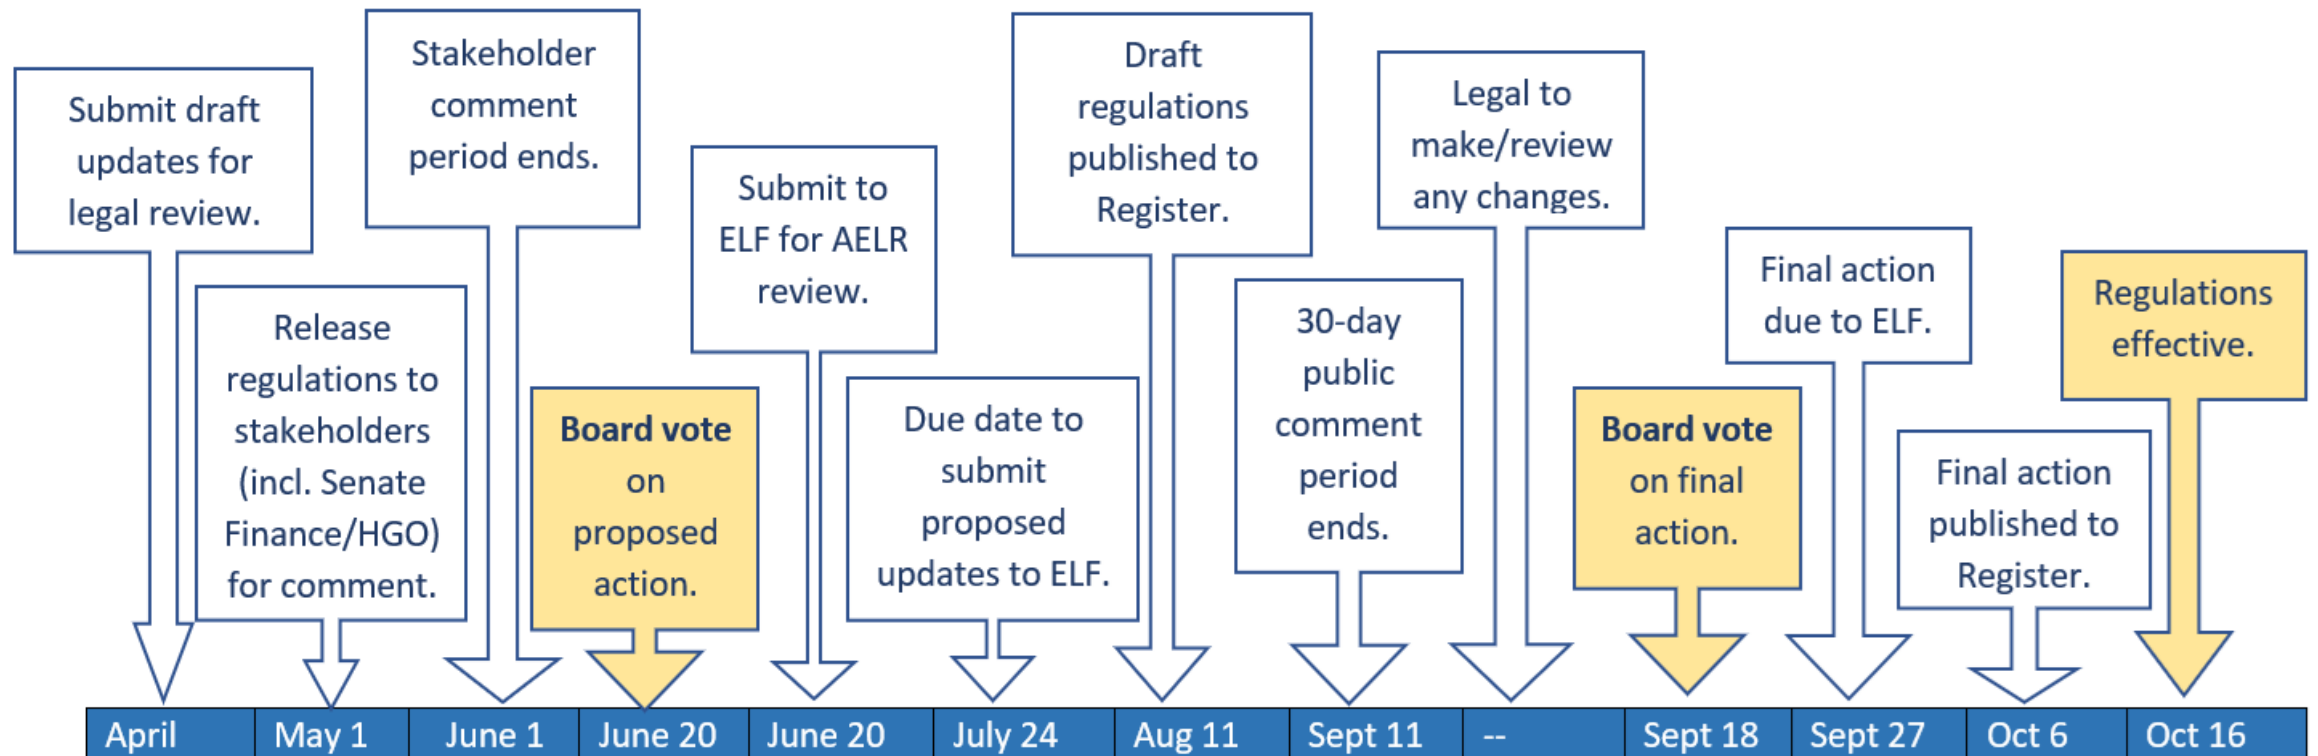 Submit draft
updates for
legal review.
Release
regulations to
stakeholders
(incl. Senate
Finance/HGO)
for comment.
Stakeholder
comment
period ends.
Board vote
on
proposed
action.
Submit to
ELF for AELR
review.
Due date to
submit
proposed
updates to ELF.
Draft
regulations
published to
Register.
30-day
public
comment
period
ends.
Legal to
make/review
any changes.
Board vote
on final
action.
Final action
due to ELF.
Final action
published to
Register.
Regulations
effective.
April
May 1
June 1
June 20
June 20
July 24
Aug 11
Sept 11
--
Sept 18
Sept 27
Oct 6
Oct 16